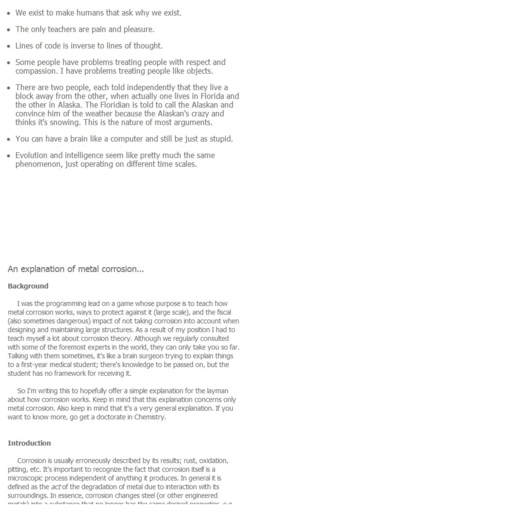 We exist to make humans that ask why we exist.
The only teachers are pain and pleasure.
Lines of code is inverse to lines of thought.
Some people have problems treating people with respect and
compassion. I have problems treating people like objects.
There are two people, each told independently that they live a
block away from the other, when actually one lives in Florida and
the other in Alaska. The Floridian is told to call the Alaskan and
convince him of the weather because the Alaskan's crazy and
thinks it's snowing. This is the nature of most arguments.
You can have a brain like a computer and still be just as stupid.
Evolution and intelligence seem like pretty much the same
phenomenon, just operating on different time scales.
An explanation of metal corrosion...
Background
I was the programming lead on a game whose purpose is to teach how
metal corrosion works, ways to protect against it (large scale), and the fiscal
(also sometimes dangerous) impact of not taking corrosion into account when
designing and maintaining large structures. As a result of my position I had to
teach myself a lot about corrosion theory. Although we regularly consulted
with some of the foremost experts in the world, they can only take you so far.
Talking with them sometimes, it's like a brain surgeon trying to explain things
to a first-year medical student; there's knowledge to be passed on, but the
student has no framework for receiving it.
So I'm writing this to hopefully offer a simple explanation for the layman
about how corrosion works. Keep in mind that this explanation concerns only
metal corrosion. Also keep in mind that it's a very general explanation. If you
want to know more, go get a doctorate in Chemistry.
Introduction
Corrosion is usually erroneously described by its results; rust, oxidation,
pitting, etc. It's important to recognize the fact that corrosion itself is a
microscopic process independent of anything it produces. In general it is
defined as the act of the degradation of metal due to interaction with its
surroundings. In essence, corrosion changes steel (or other engineered
metals) into a substance that no longer has the same desired properties, e.g.